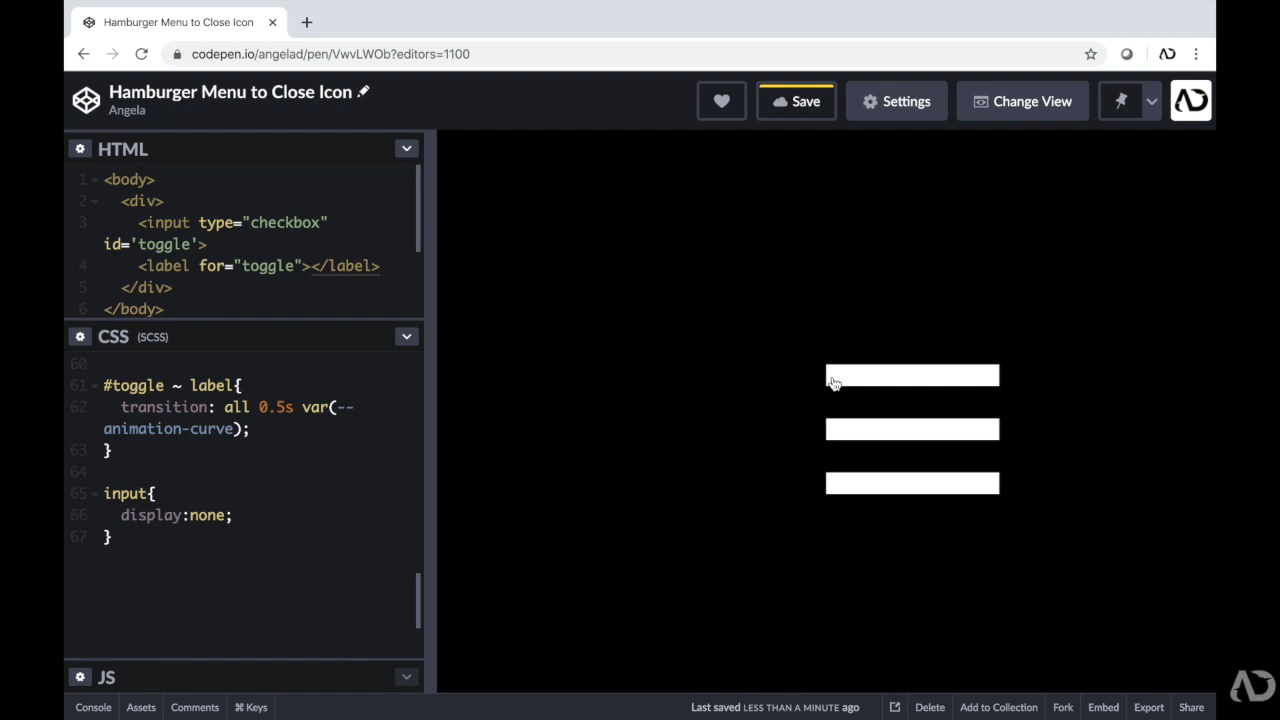 Hamburger Menu to Close Icon
codepen.io/angelad/pen/VwvLWOb?editors=1100
Hamburger Menu to Close Icon
Angela
Save
Settings
Change View
HTML
1 <body>
2 <div>
3 <input type="checkbox"
id='toggle'>
4 <label for="toggle"></label>
5 </div>
6 </body>
CSS (SCSS)
60
61 #toggle ~ label{
62 transition: all 0.5s var(--
animation-curve);
63 }
64
65 input{
66 display:none;
67 }
JS
Console Assets Comments ⌘ Keys Last saved LESS THAN A MINUTE ago Delete Add to Collection Fork Embed Export Share